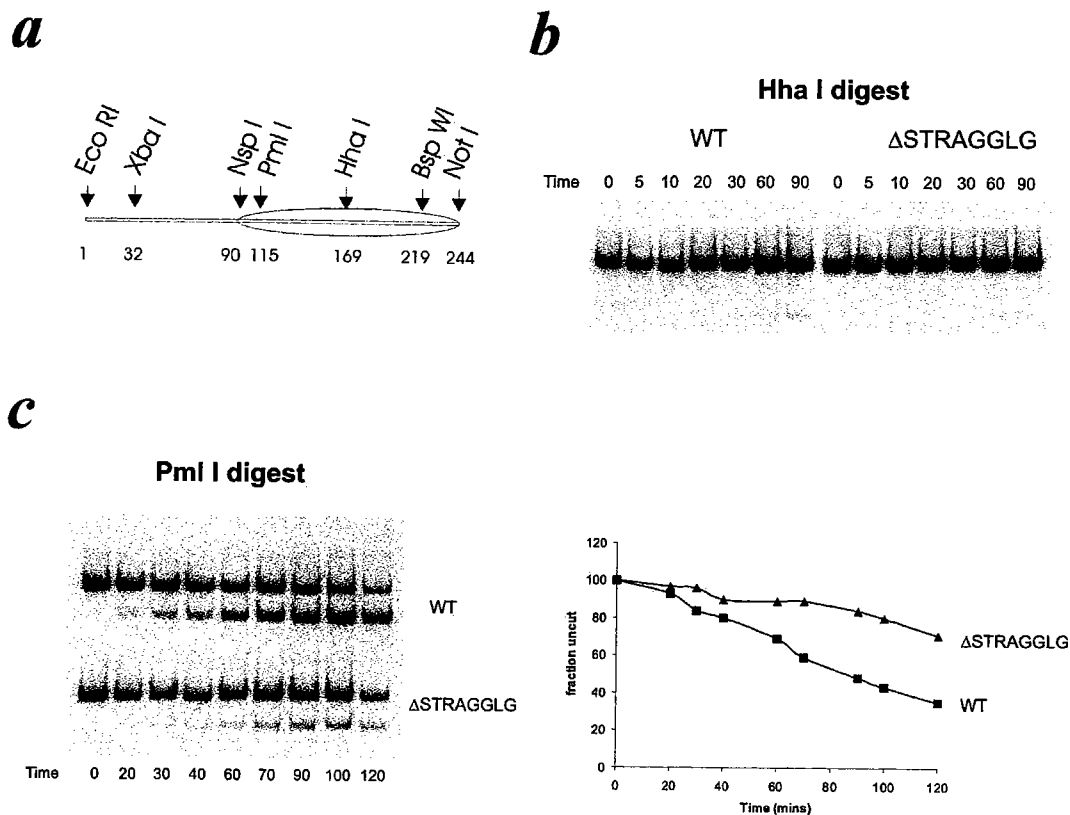 a
Eco RI Xba I Nsp I Pml I Hha I Bsp WI Not I
1 32 90 115 169 219 244
b
Hha I digest
WT ΔSTRAGGLG
Time 0 5 10 20 30 60 90 0 5 10 20 30 60 90
c
Pml I digest
WT
ΔSTRAGGLG
Time 0 20 30 40 60 70 90 100 120
fraction uncut
120
100
80
60
40
20
0
ΔSTRAGGLG
WT
0 20 40 60 80 100 120
Time (mins)